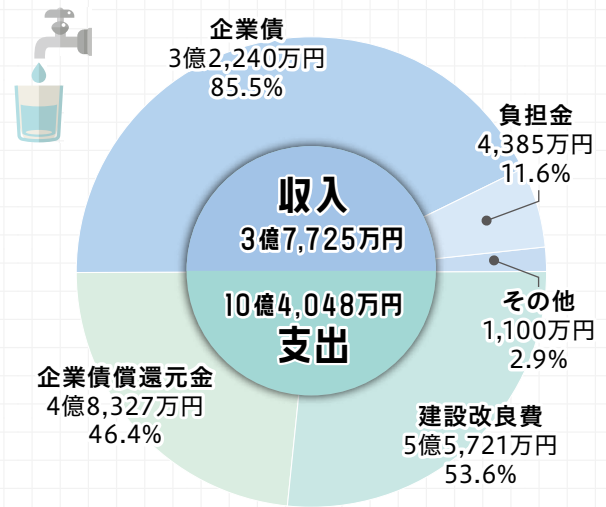 企業債
3億2,240万円
85.5%
負担金
4,385万円
11.6%
収入
3億7,725万円
10億4,048万円
支出
その他
1,100万円
2.9%
企業債償還元金
4億8,327万円
46.4%
建設改良費
5億5,721万円
53.6%